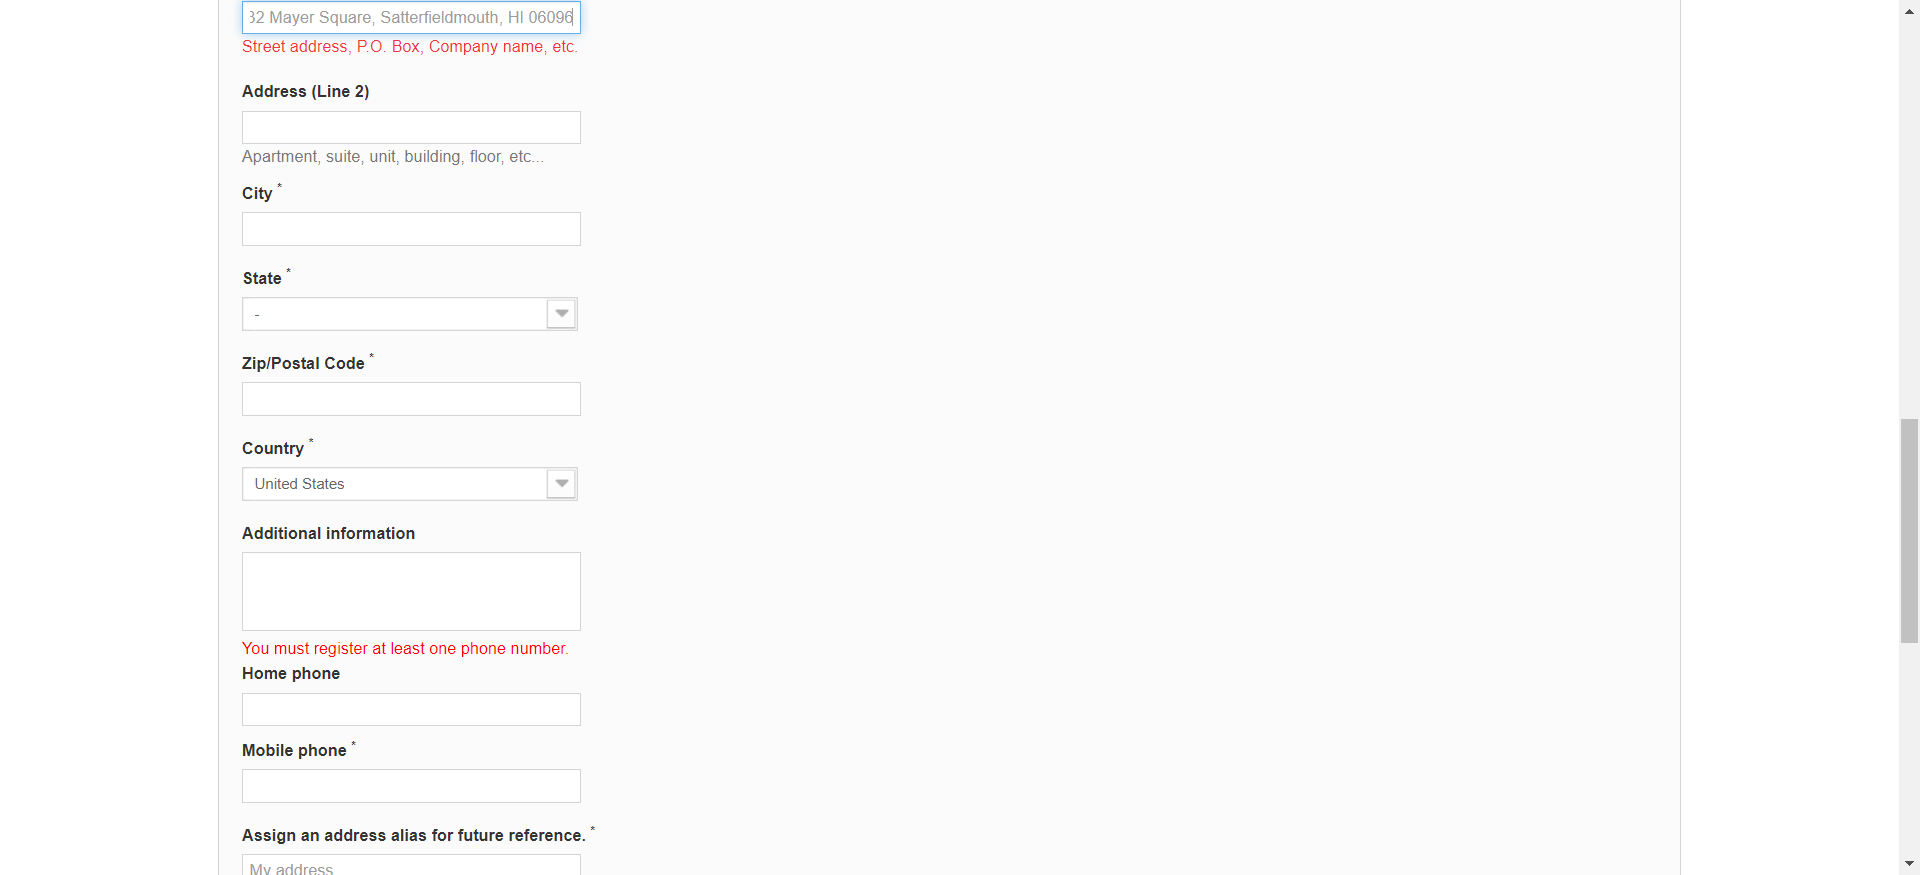 32 Mayer Square, Satterfieldmouth, HI 06096
Street address, P.O. Box, Company name, etc.
Address (Line 2)
Apartment, suite, unit, building, floor, etc...
City *
State *
-
Zip/Postal Code *
Country *
United States
Additional information
You must register at least one phone number.
Home phone
Mobile phone *
Assign an address alias for future reference. *
My address